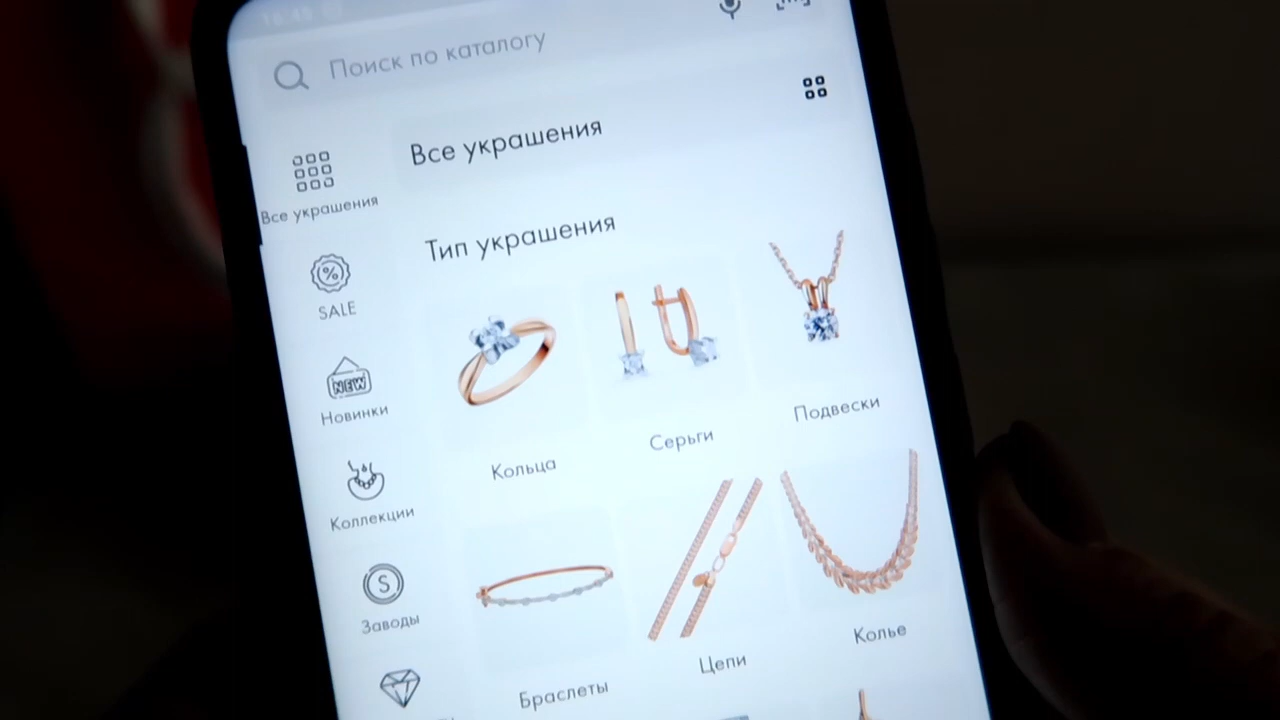 Поиск по каталогу
Все украшения
Все украшения
Тип украшения
SALE
NEW
Новинки
Кольца
Серьги
Подвески
Коллекции
S
Заводы
Браслеты
Цепи
Колье